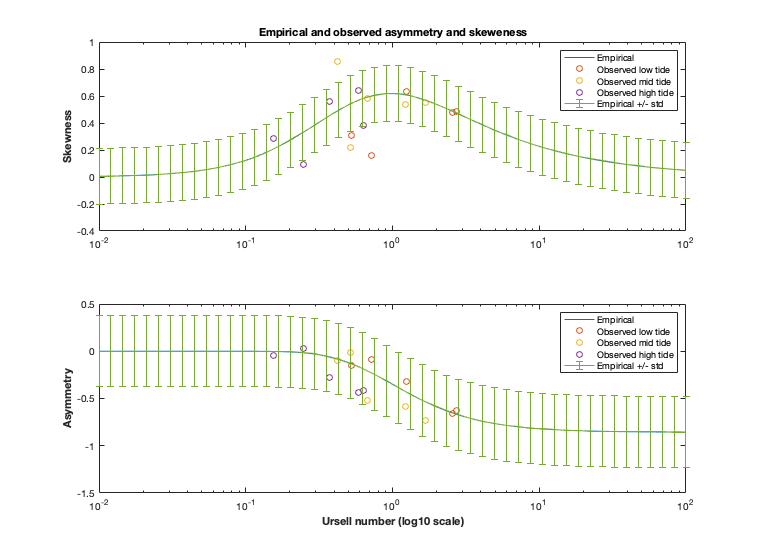 Empirical and observed asymmetry and skeweness
1
0.8
0.6
0.4
0.2
0
-0.2
-0.4
Skewness
Empirical
Observed low tide
Observed mid tide
Observed high tide
Empirical +/- std
10^-2 10^-1 10^0 10^1 10^2
0.5
0
-0.5
-1
-1.5
Asymmetry
Empirical
Observed low tide
Observed mid tide
Observed high tide
Empirical +/- std
10^-2 10^-1 10^0 10^1 10^2
Ursell number (log10 scale)